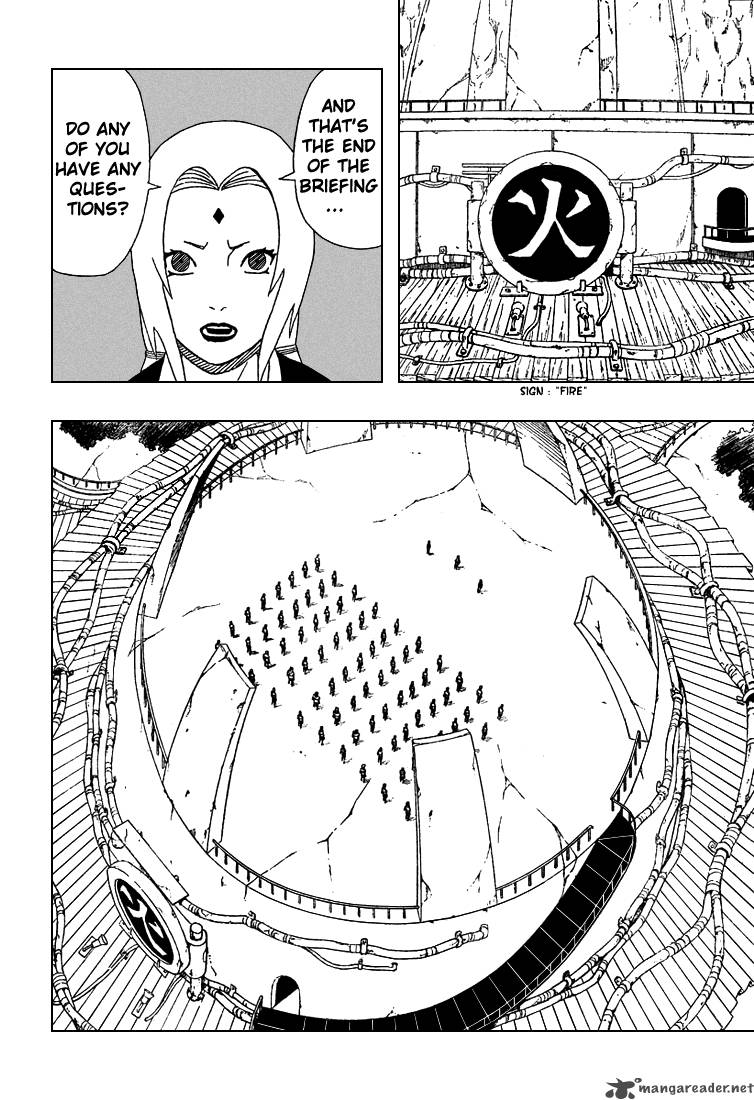 火
SIGN : "FIRE"
AND
THAT'S
THE END
OF THE
BRIEFING
...
DO ANY
OF YOU
HAVE ANY
QUES-
TIONS?
火
mangareader.net